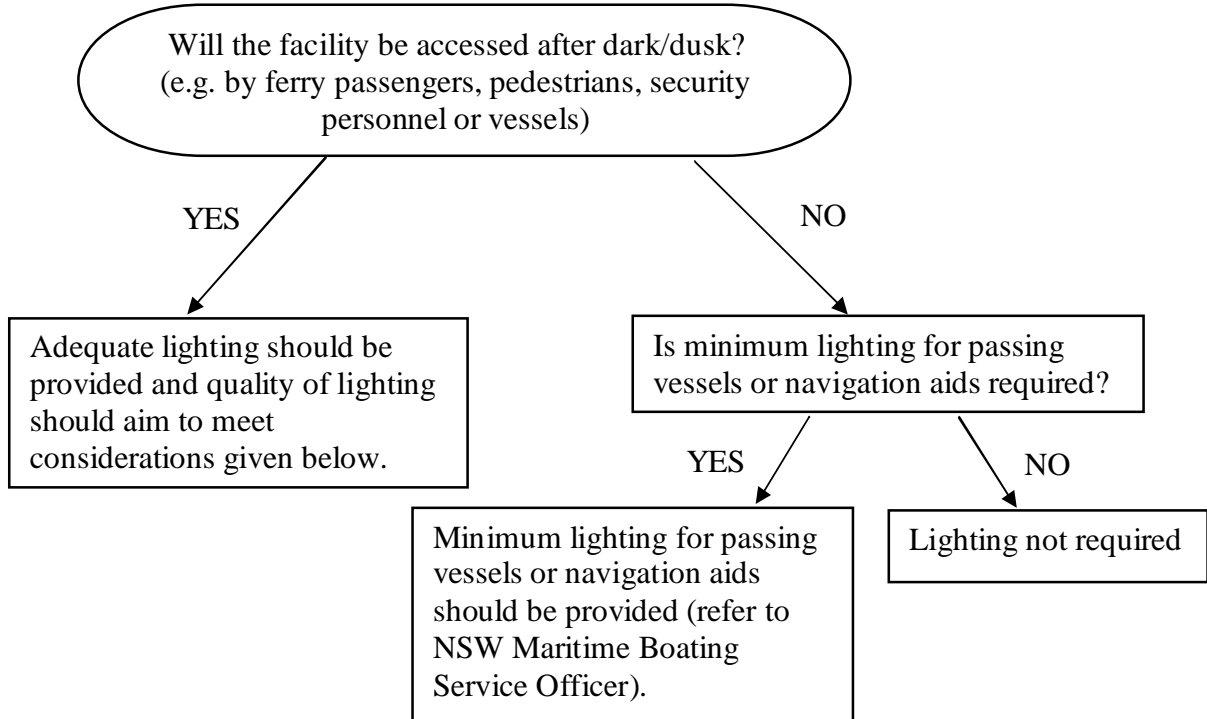 Will the facility be accessed after dark/dusk?
(e.g. by ferry passengers, pedestrians, security
personnel or vessels)
YES
NO
Adequate lighting should be
provided and quality of lighting
should aim to meet
considerations given below.
Is minimum lighting for passing
vessels or navigation aids required?
YES
NO
Minimum lighting for passing
vessels or navigation aids
should be provided (refer to
NSW Maritime Boating
Service Officer).
Lighting not required